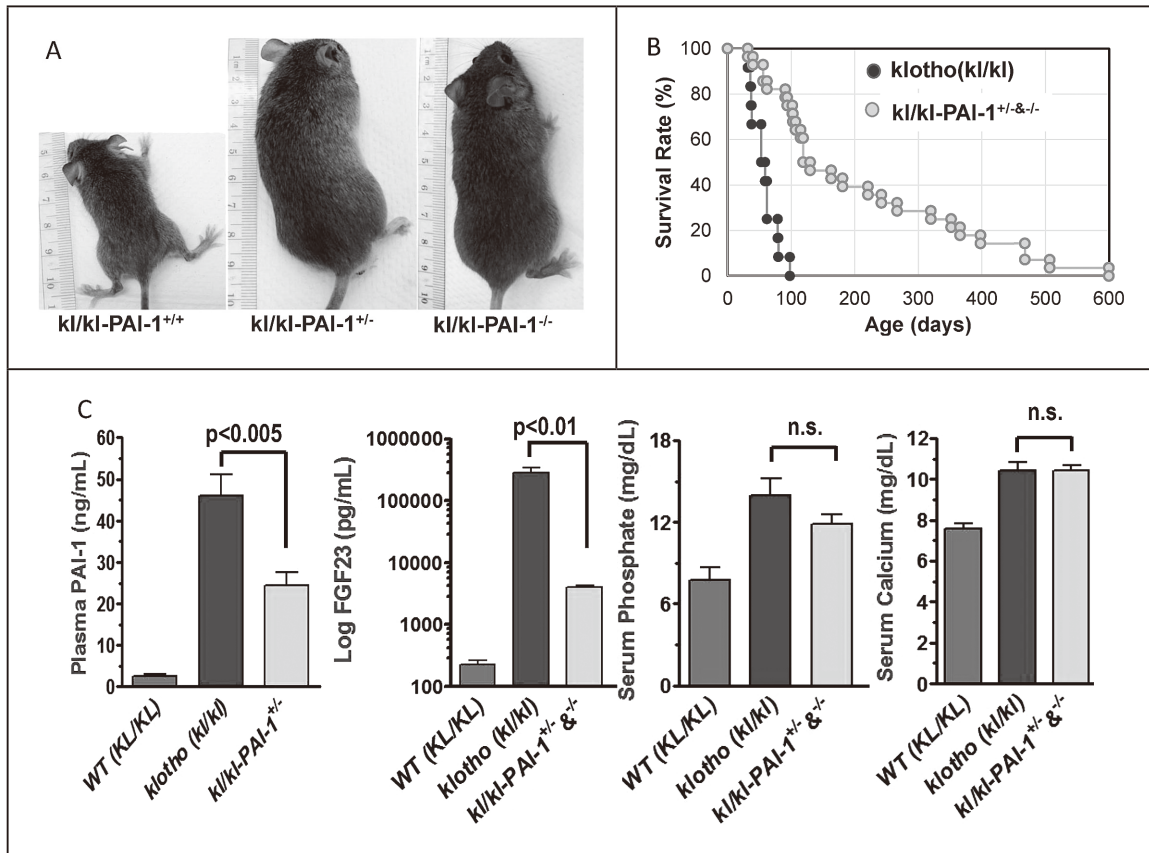 A
kl/kl-PAI-1+/+
kl/kl-PAI-1+/-
kl/kl-PAI-1-/-
B
Survival Rate (%)
100
80
60
40
20
0
klotho(kl/kl)
kl/kl-PAI-1+/-&-/-
0 100 200 300 400 500 600
Age (days)
C
Plasma PAI-1 (ng/mL)
60
55
50
45
40
35
30
25
20
15
10
5
0
p<0.005
WT (KL/KL)
klotho (kl/kl)
kl/kl-PAI-1+/-
Log FGF23 (pg/mL)
1000000
100000
10000
1000
100
p<0.01
WT (KL/KL)
klotho (kl/kl)
kl/kl-PAI-1+/- &-/-
Serum Phosphate (mg/dL)
18
12
6
0
n.s.
WT (KL/KL)
klotho (kl/kl)
kl/kl-PAI-1+/- &-/-
Serum Calcium (mg/dL)
12
10
8
6
4
2
0
n.s.
WT (KL/KL)
klotho (kl/kl)
kl/kl-PAI-1+/- &-/-